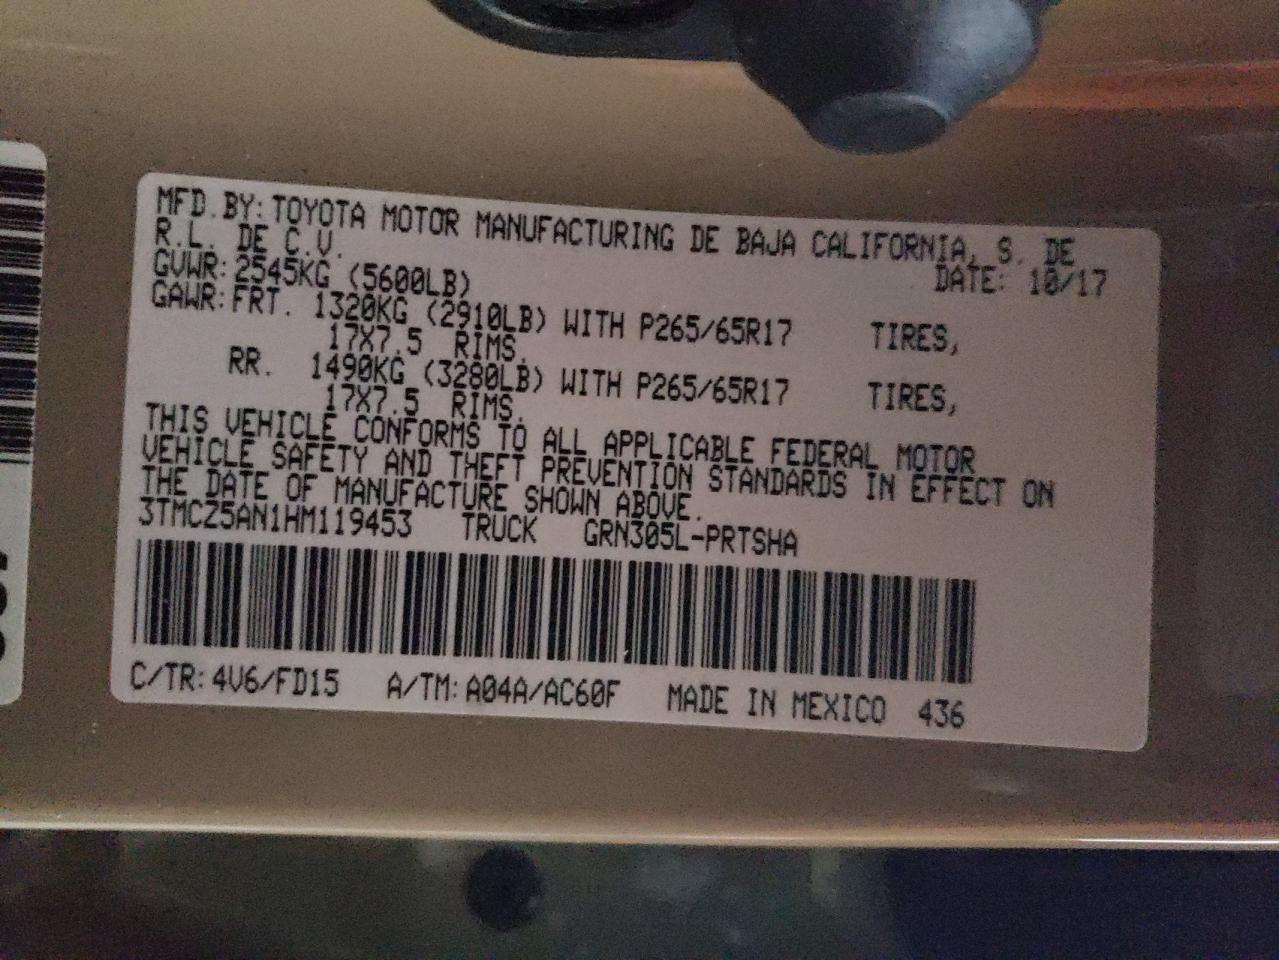 MFD.BY:TOYOTA MOTOR MANUFACTURING DE BAJA CALIFORNIA, S. DE
R.L. DE C.V.
DATE: 10/17
GVWR:2545KG (5600LB)
GAWR:FRT. 1320KG (2910LB) WITH P265/65R17 TIRES,
17X7.5 RIMS.
RR. 1490KG (3280LB) WITH P265/65R17 TIRES,
17X7.5 RIMS.
THIS VEHICLE CONFORMS TO ALL APPLICABLE FEDERAL MOTOR
VEHICLE SAFETY AND THEFT PREVENTION STANDARDS IN EFFECT ON
THE DATE OF MANUFACTURE SHOWN ABOVE.
3TMCZ5AN1HM119453 TRUCK GRN305L-PRTSHA
C/TR:4V6/FD15 A/TM:A04A/AC60F MADE IN MEXICO 436